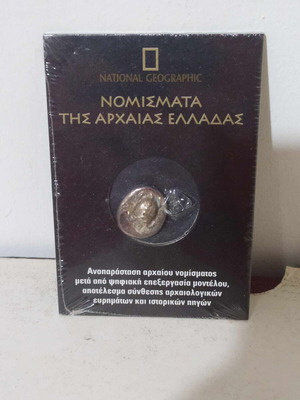 NATIONAL GEOGRAPHIC
ΝΟΜΙΣΜΑΤΑ
ΤΗΣ ΑΡΧΑΙΑΣ ΕΛΛΑΔΑΣ
Αναπαράσταση αρχαίου νομίσματος
μετά από ψηφιακή επεξεργασία μοντέλου,
αποτέλεσμα σύνθεσης αρχαιολογικών
ευρημάτων και ιστορικών πηγών